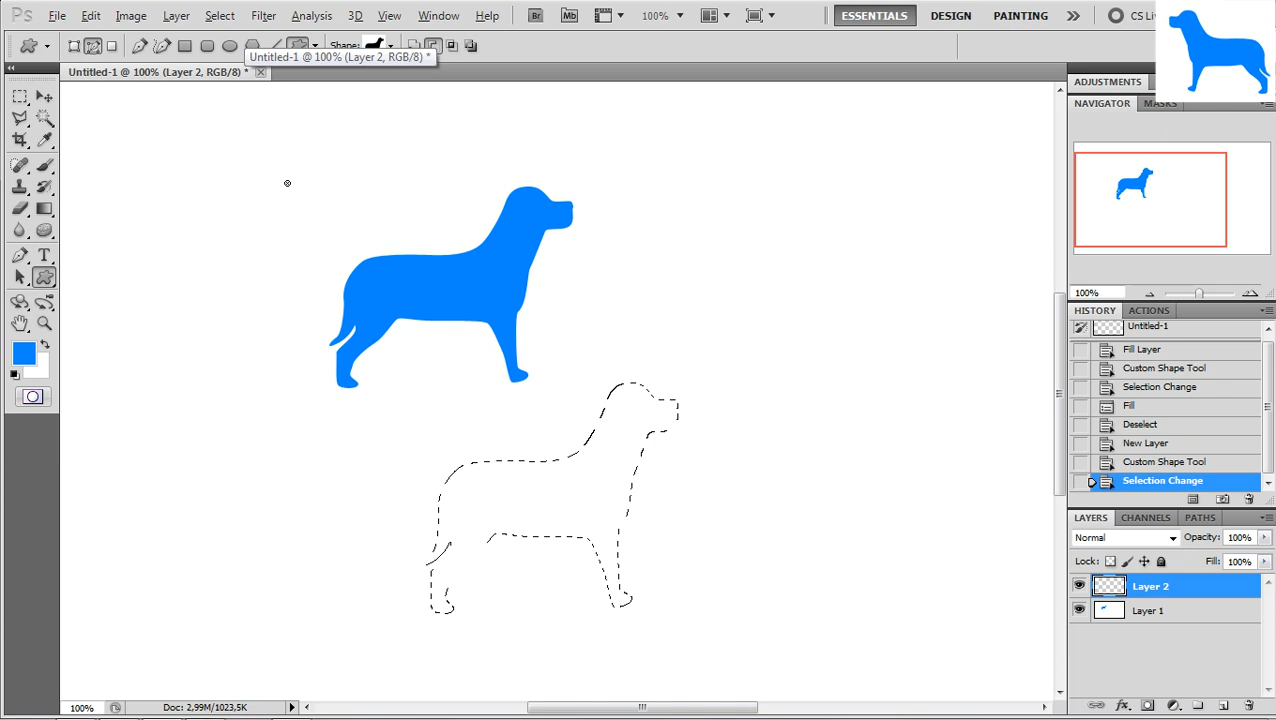 Ps File Edit Image Layer Select Filter Analysis 3D View Window Help Br Mb 100% ESSENTIALS DESIGN PAINTING CS Li
Shape:
Untitled-1 @ 100% (Layer 2, RGB/8) *
Untitled-1 @ 100% (Layer 2, RGB/8) *
ADJUSTMENTS
NAVIGATOR MASKS
100%
HISTORY ACTIONS
Untitled-1
Fill Layer
Custom Shape Tool
Selection Change
Fill
Deselect
New Layer
Custom Shape Tool
Selection Change
LAYERS CHANNELS PATHS
Normal Opacity: 100%
Lock: Fill: 100%
Layer 2
Layer 1
100% Doc: 2,99M/1023,5K